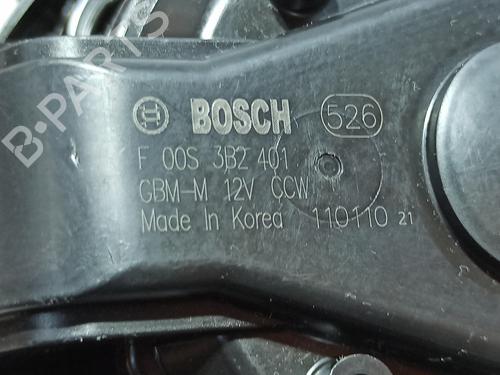 BOSCH 526
F 00S 3B2 401
GBM-M 12V CCW
Made In Korea 110110 21
B-PARTS